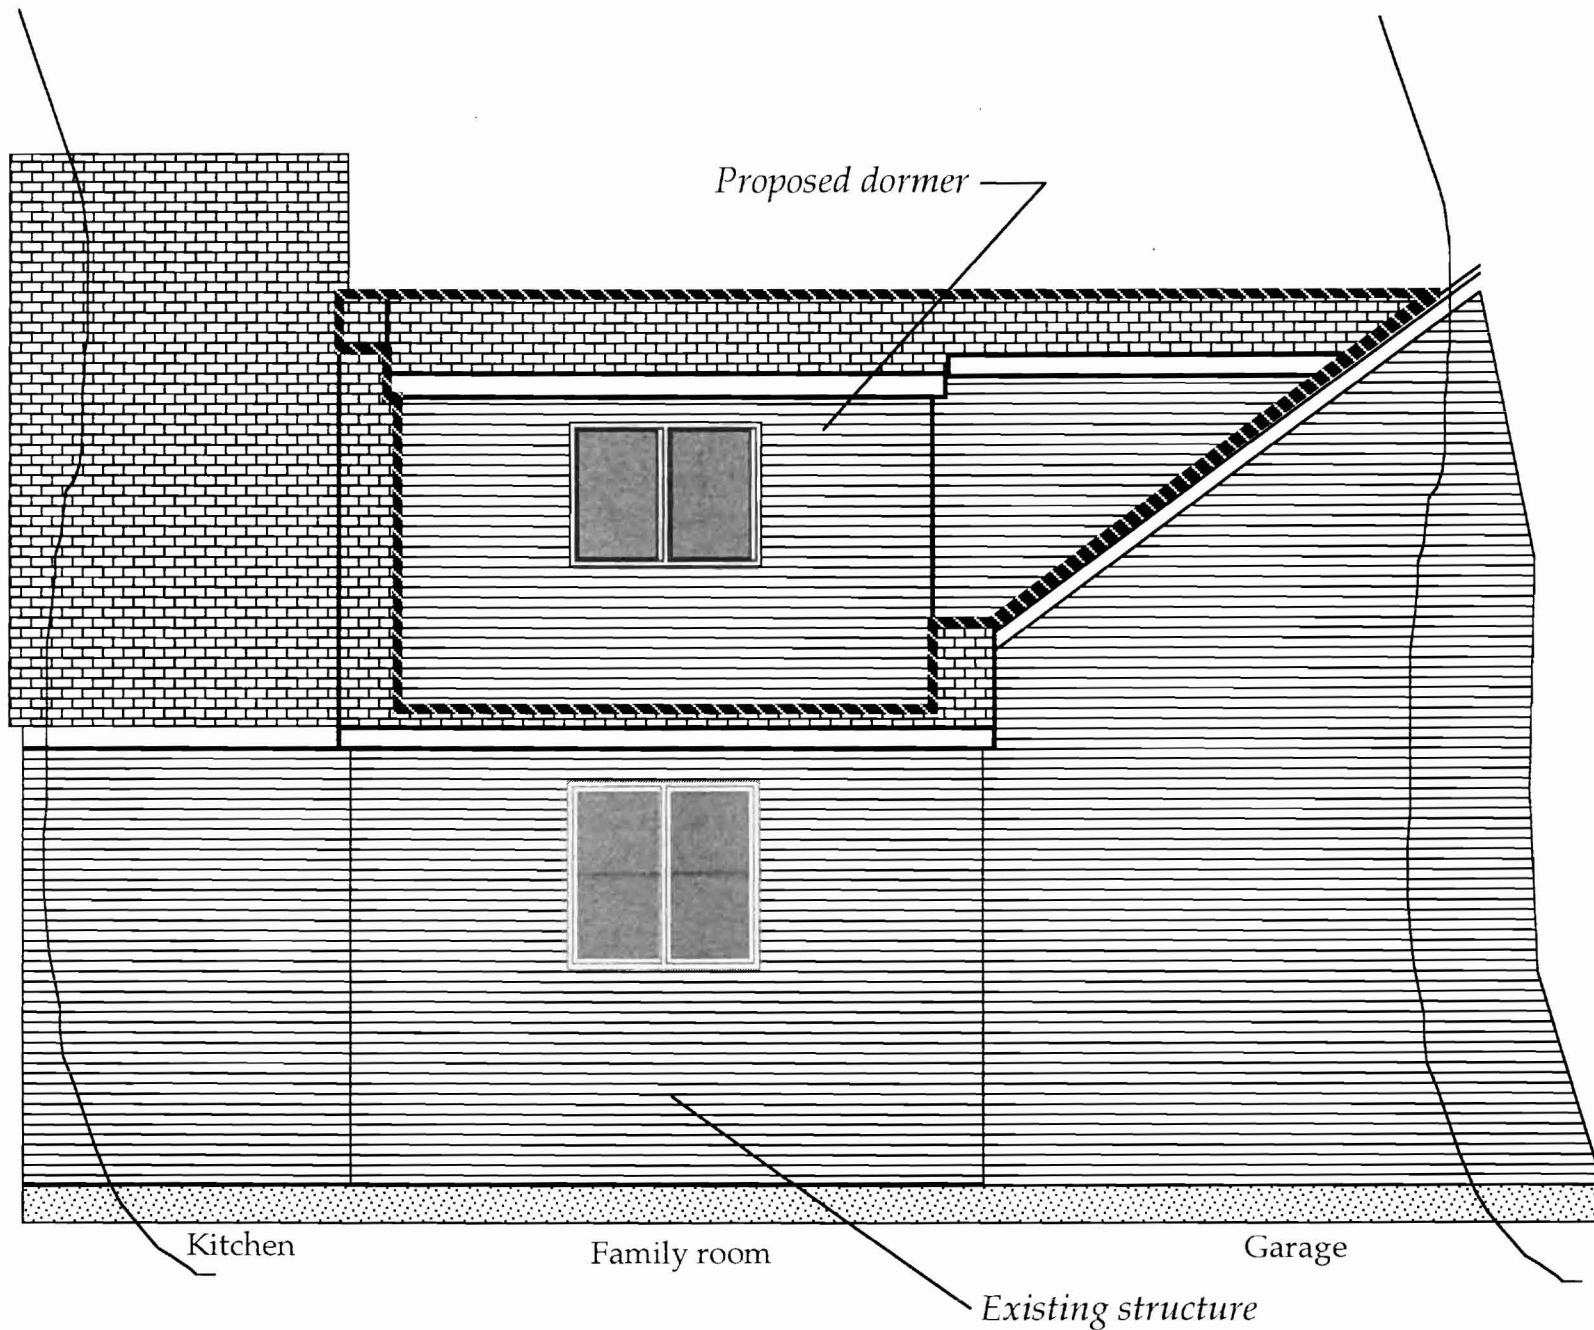 Proposed dormer
Kitchen
Family room
Garage
Existing structure